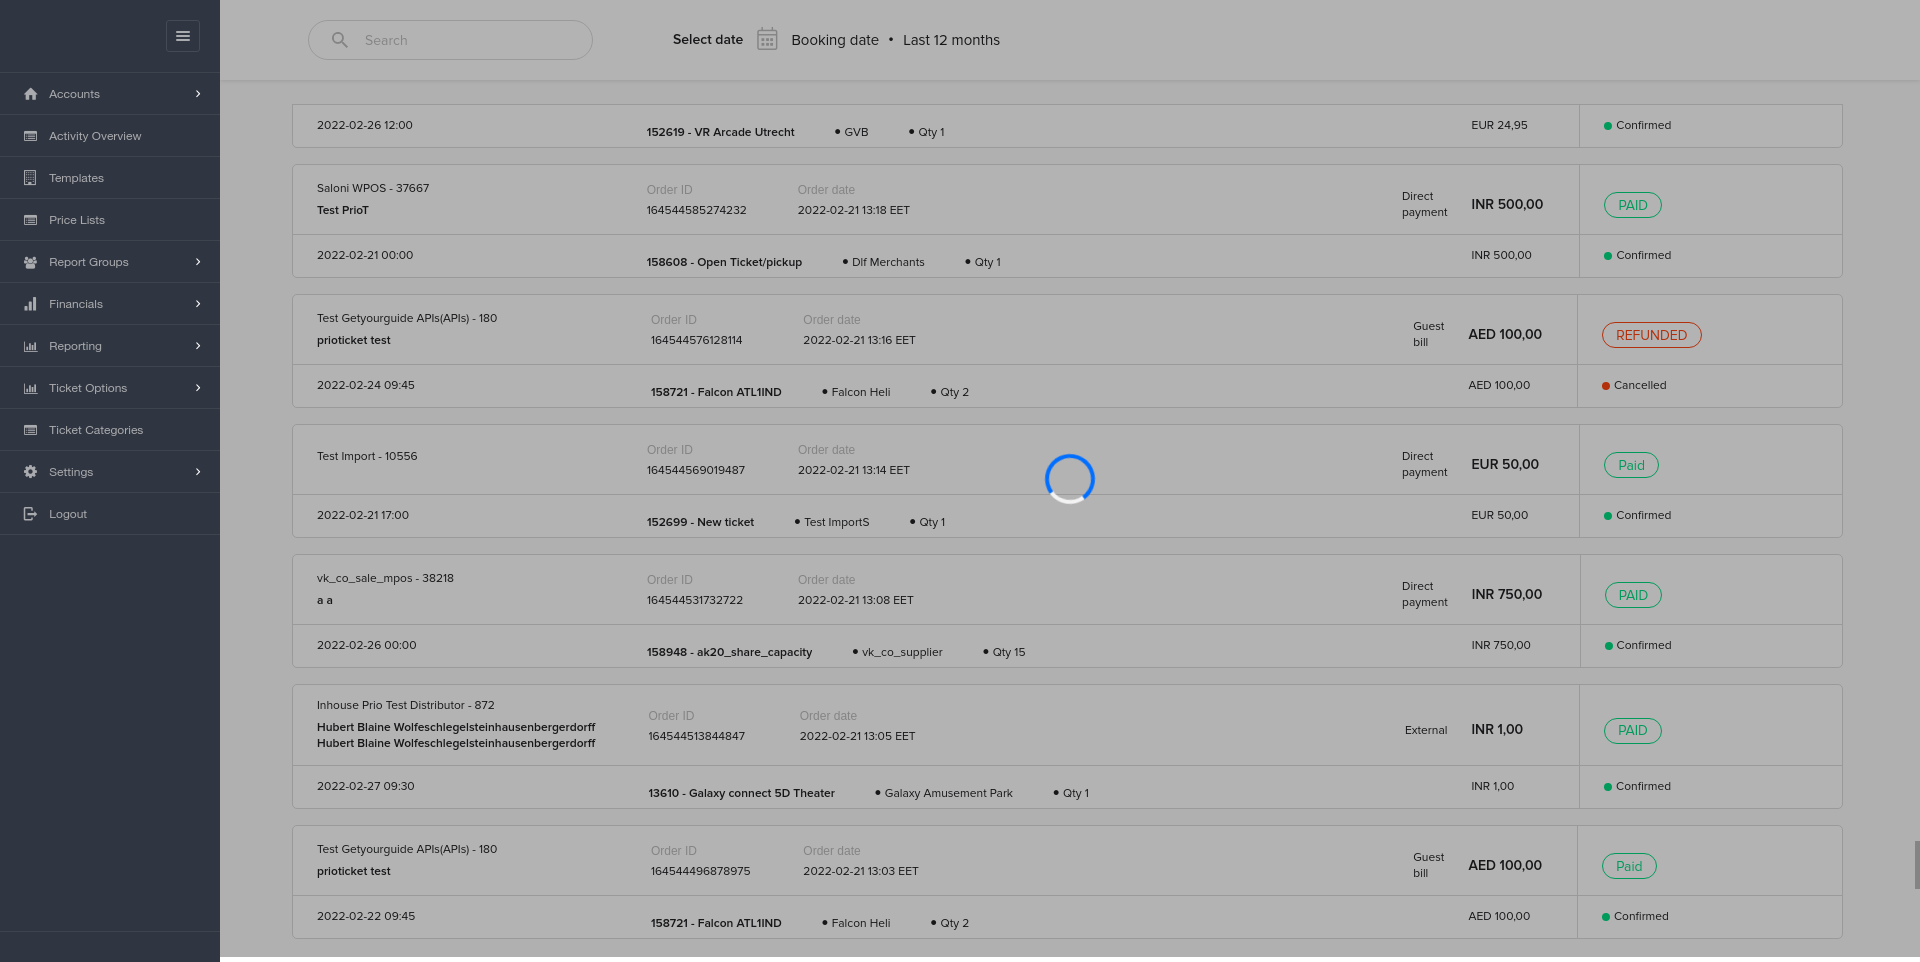 Search
Select date Booking date • Last 12 months
Accounts
Activity Overview
Templates
Price Lists
Report Groups
Financials
Reporting
Ticket Options
Ticket Categories
Settings
Logout
2022-02-26 12:00 152619 - VR Arcade Utrecht • GVB • Qty 1 EUR 24,95 Confirmed
Saloni WPOS - 37667 Order ID Order date Direct
Test PrioT 164544585274232 2022-02-21 13:18 EET payment INR 500,00 PAID
2022-02-21 00:00 158608 - Open Ticket/pickup • Dlf Merchants • Qty 1 INR 500,00 Confirmed
Test Getyourguide APIs(APIs) - 180 Order ID Order date Guest
prioticket test 164544576128114 2022-02-21 13:16 EET bill AED 100,00 REFUNDED
2022-02-24 09:45 158721 - Falcon ATL1IND • Falcon Heli • Qty 2 AED 100,00 Cancelled
Test Import - 10556 Order ID Order date Direct
164544569019487 2022-02-21 13:14 EET payment EUR 50,00 Paid
2022-02-21 17:00 152699 - New ticket • Test ImportS • Qty 1 EUR 50,00 Confirmed
vk_co_sale_mpos - 38218 Order ID Order date Direct
a a 164544531732722 2022-02-21 13:08 EET payment INR 750,00 PAID
2022-02-26 00:00 158948 - ak20_share_capacity • vk_co_supplier • Qty 15 INR 750,00 Confirmed
Inhouse Prio Test Distributor - 872 Order ID Order date
Hubert Blaine Wolfeschlegelsteinhausenbergerdorff 164544513844847 2022-02-21 13:05 EET External INR 1,00 PAID
Hubert Blaine Wolfeschlegelsteinhausenbergerdorff
2022-02-27 09:30 13610 - Galaxy connect 5D Theater • Galaxy Amusement Park • Qty 1 INR 1,00 Confirmed
Test Getyourguide APIs(APIs) - 180 Order ID Order date Guest
prioticket test 164544496878975 2022-02-21 13:03 EET bill AED 100,00 Paid
2022-02-22 09:45 158721 - Falcon ATL1IND • Falcon Heli • Qty 2 AED 100,00 Confirmed